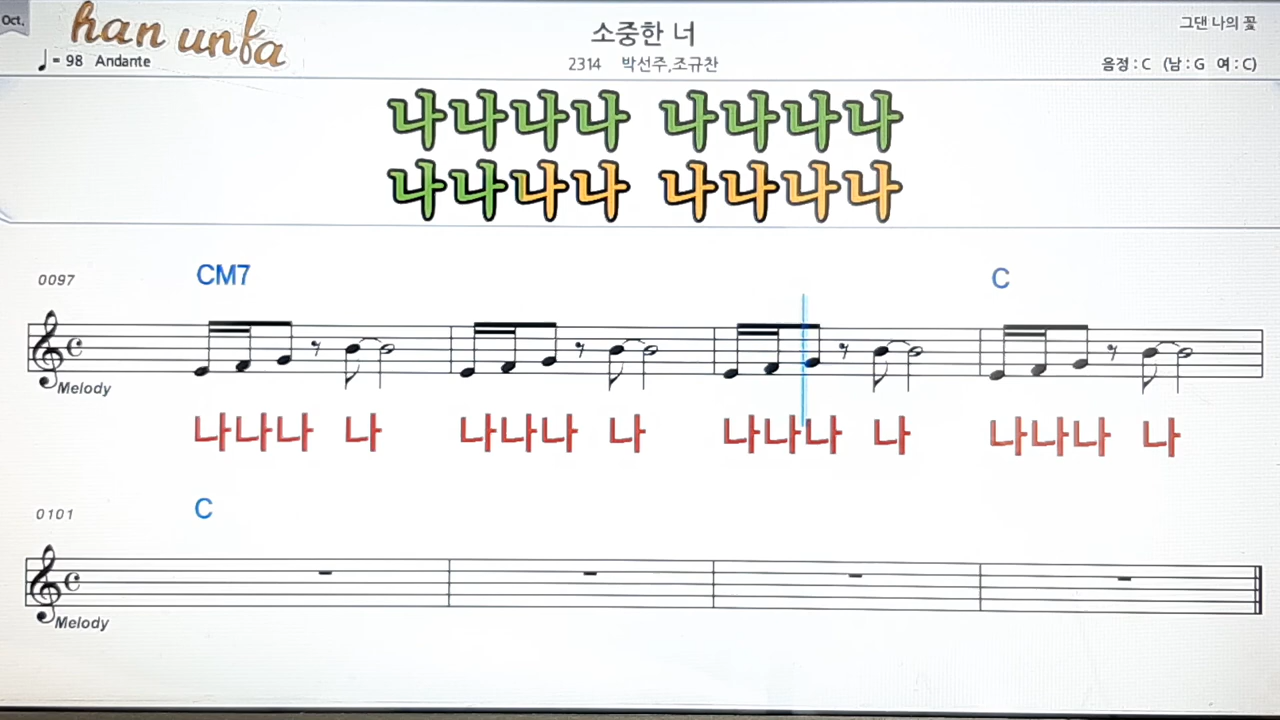 Oct.
han unfa
소중한 너
그댄 나의 꽃
♩ = 98 Andante
2314 박선주,조규찬
음정 : C (남 : G 여 : C)
나나나나 나나나나
나나나나 나나나나
0097
CM7
C
Melody
나나나 나 나나나 나 나나나 나 나나나 나
0101
C
Melody